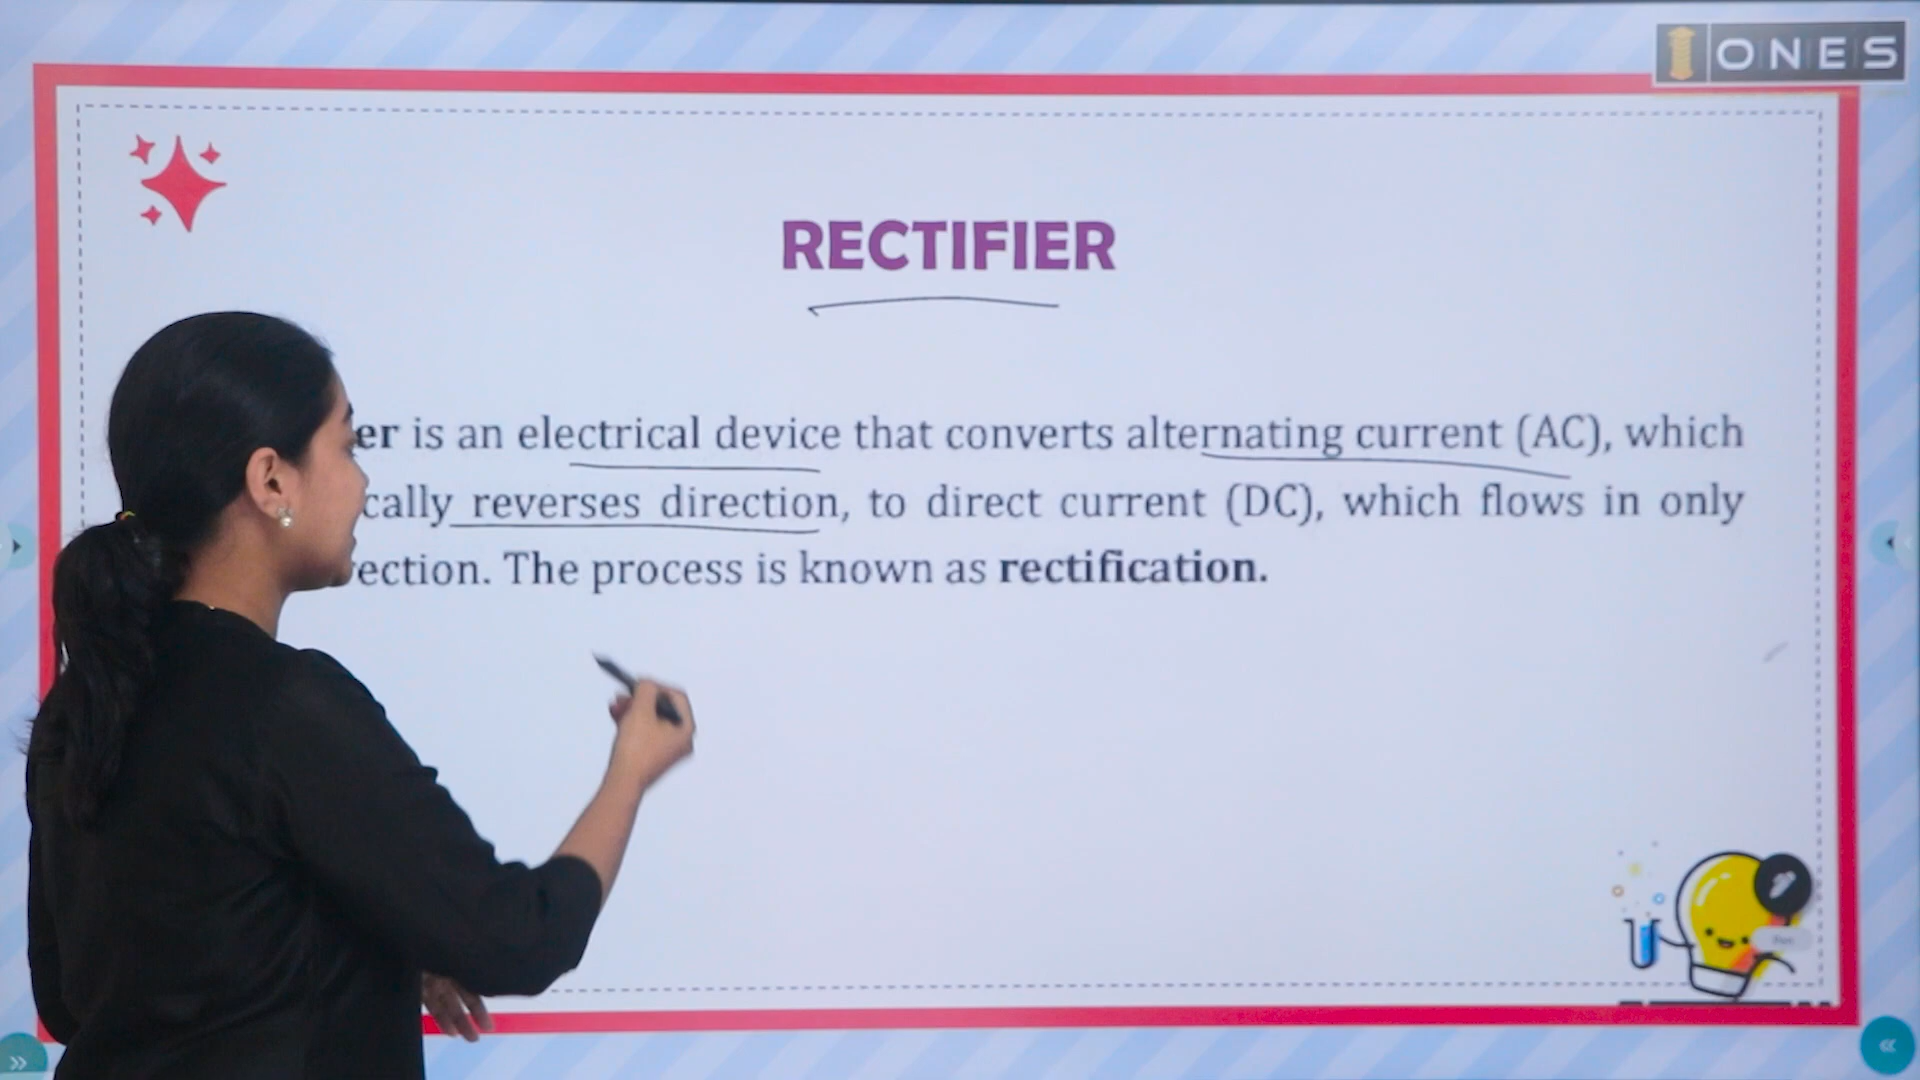 ONES
RECTIFIER
er is an electrical device that converts alternating current (AC), which
cally reverses direction, to direct current (DC), which flows in only
ection. The process is known as rectification.